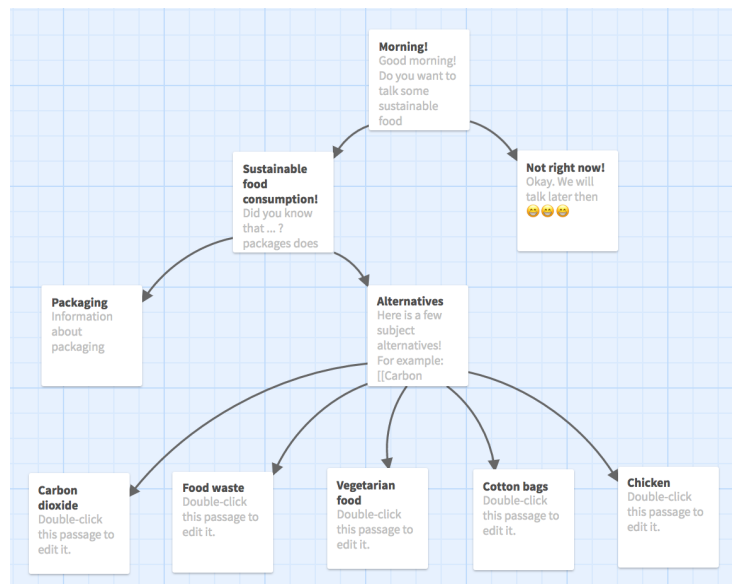 Morning!
Good morning!
Do you want to
talk some
sustainable
food
Sustainable
food
consumption!
Did you know
that ... ?
packages does
Not right now!
Okay. We will
talk later then
😁😁😁
Packaging
Information
about
packaging
Alternatives
Here is a few
subject
alternatives!
For example:
[[Carbon
Carbon
dioxide
Double-click
this passage to
edit it.
Food waste
Double-click
this passage to
edit it.
Vegetarian
food
Double-click
this passage to
edit it.
Cotton bags
Double-click
this passage to
edit it.
Chicken
Double-click
this passage to
edit it.